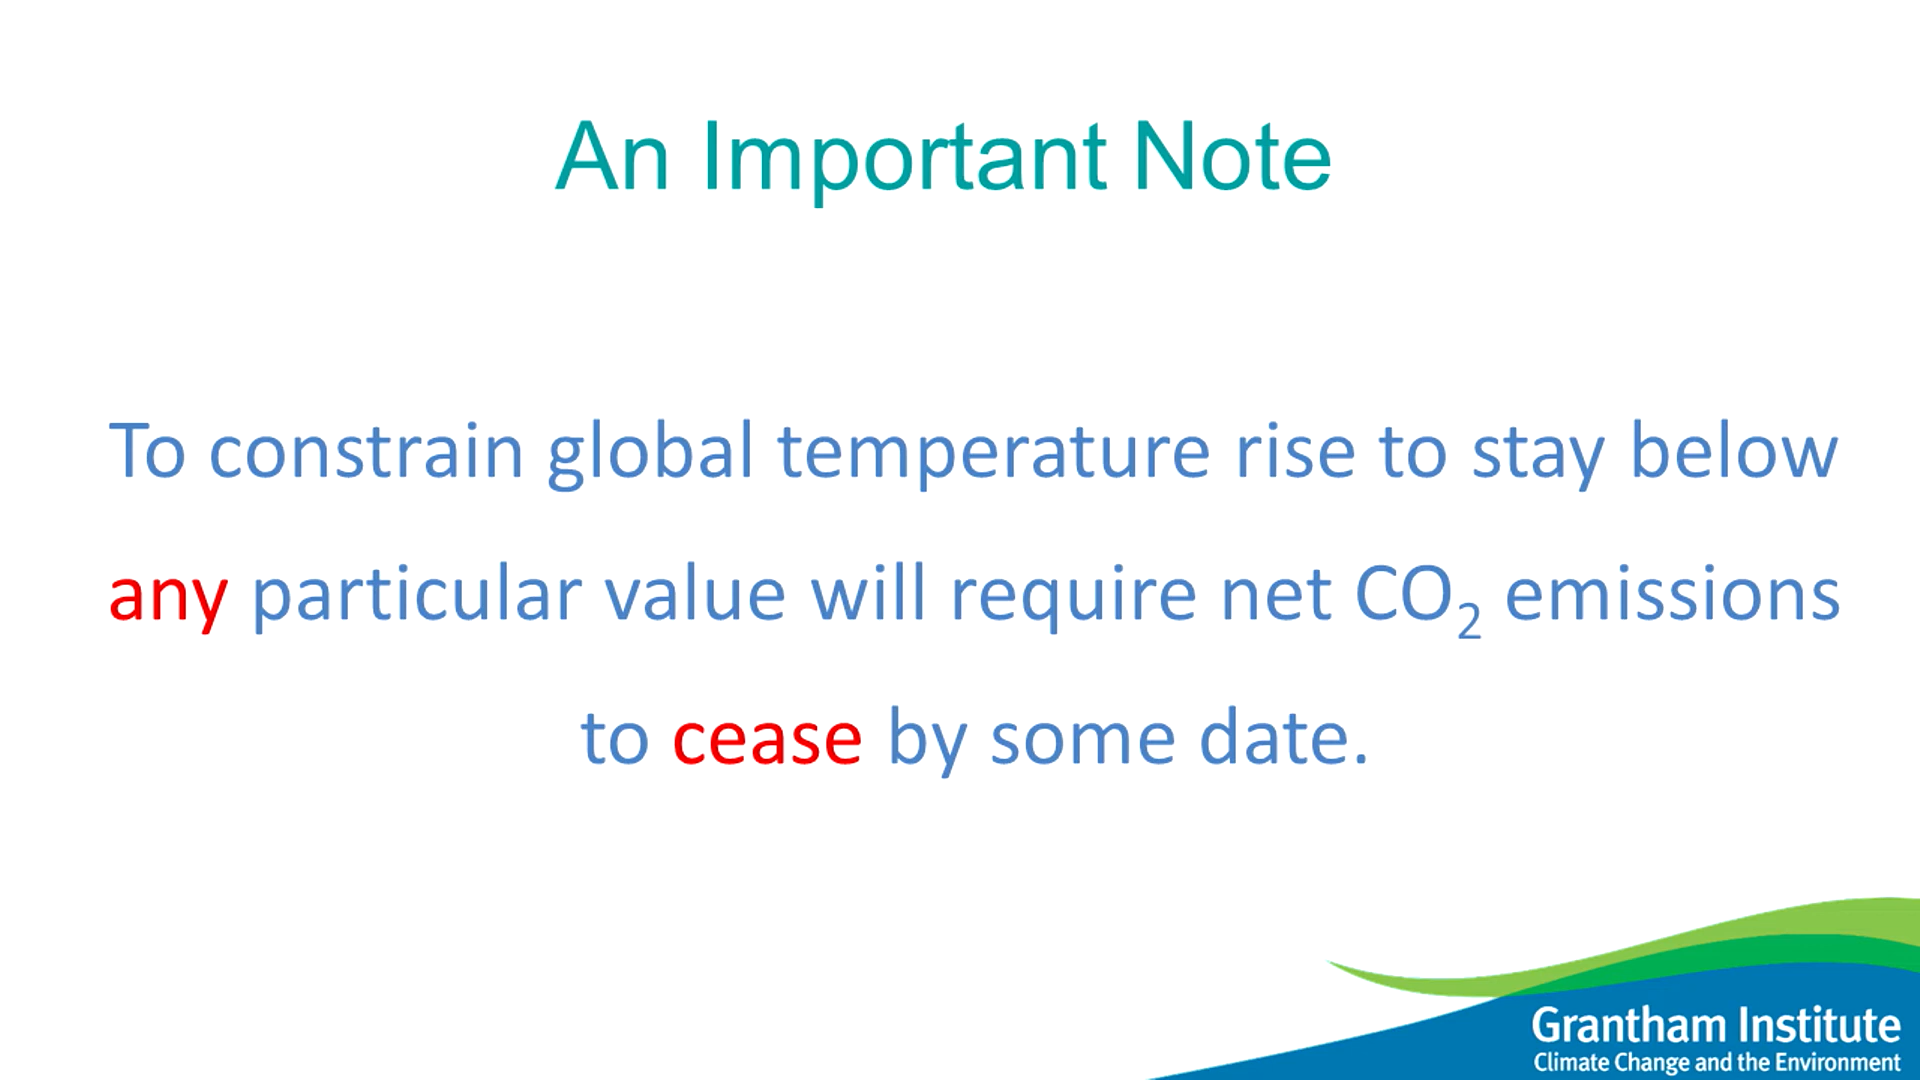 An Important Note
To constrain global temperature rise to stay below
any particular value will require net CO₂ emissions
to cease by some date.
Grantham Institute
Climate Change and the Environment